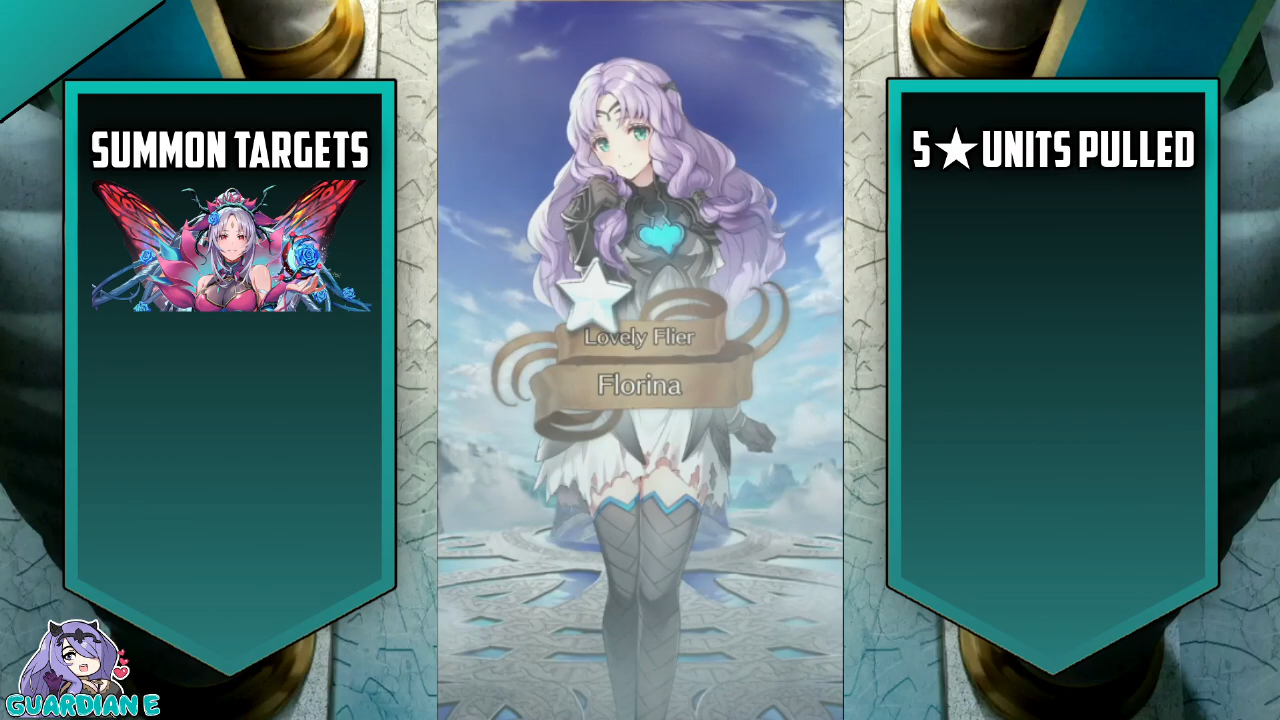 SUMMON TARGETS
Lovely Flier
Florina
5★UNITS PULLED
GUARDIAN E